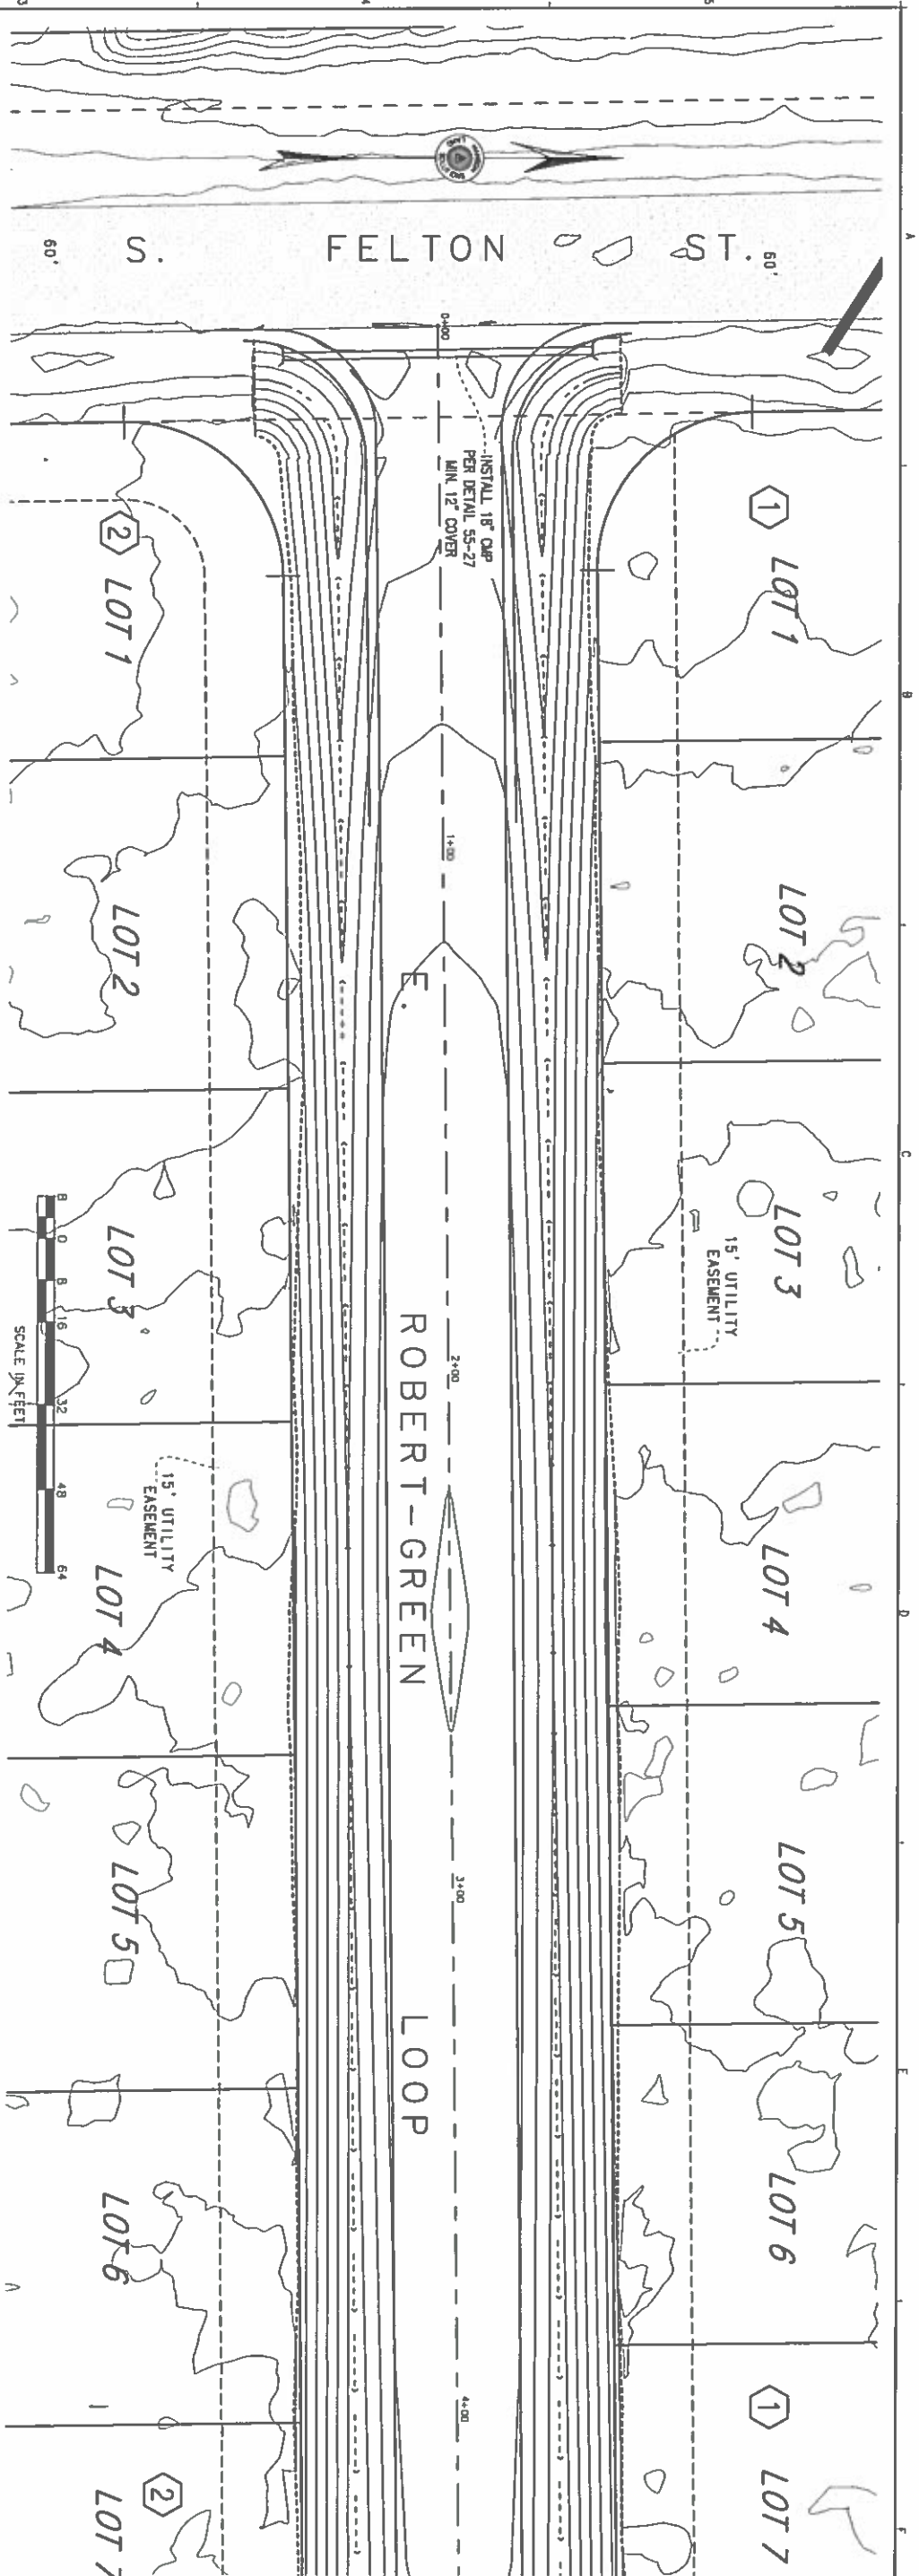 3
4
5
A
S. FELTON ST.
60'
60'
0+00
INSTALL 18" CMP
PER DETAIL 55-27
MIN. 12" COVER
1
LOT 1
2
LOT 1
B
1+00
LOT 2
LOT 2
E. ROBERT-GREEN LOOP
C
LOT 3
15' UTILITY
EASEMENT
LOT 3
8 0 8 16 32 48 64
SCALE IN FEET
2+00
LOT 4
15' UTILITY
EASEMENT
LOT 4
D
LOT 5
LOT 5
3+00
E
LOT 6
LOT 6
4+00
1
LOT 7
2
LOT 7
F